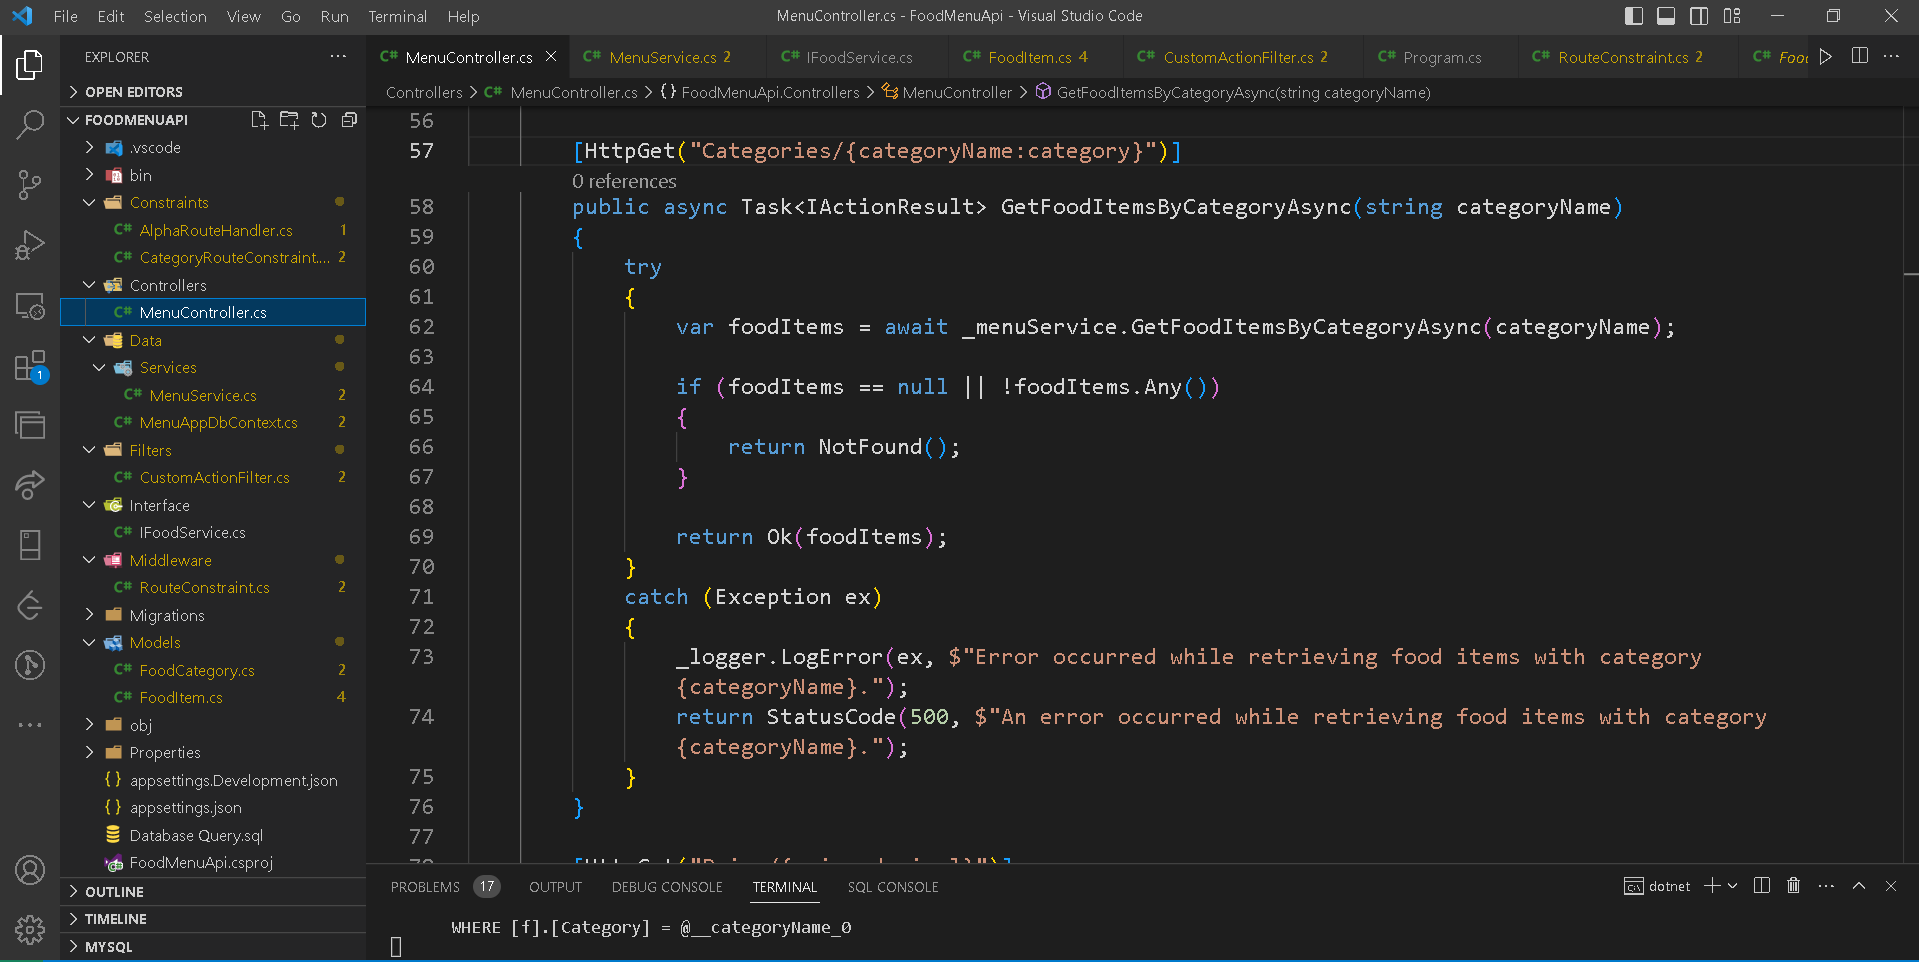 File Edit Selection View Go Run Terminal Help MenuController.cs - FoodMenuApi - Visual Studio Code
EXPLORER
OPEN EDITORS
FOODMENUAPI
.vscode
bin
Constraints
AlphaRouteHandler.cs 1
CategoryRouteConstraint.... 2
Controllers
MenuController.cs
Data
Services
MenuService.cs 2
MenuAppDbContext.cs 2
Filters
CustomActionFilter.cs 2
Interface
IFoodService.cs
Middleware
RouteConstraint.cs 2
Migrations
Models
FoodCategory.cs 2
FoodItem.cs 4
obj
Properties
appsettings.Development.json
appsettings.json
Database Query.sql
FoodMenuApi.csproj
OUTLINE
TIMELINE
MYSQL
1
MenuController.cs MenuService.cs 2 IFoodService.cs FoodItem.cs 4 CustomActionFilter.cs 2 Program.cs RouteConstraint.cs 2
Controllers > MenuController.cs > {} FoodMenuApi.Controllers > MenuController > GetFoodItemsByCategoryAsync(string categoryName)
56
57 [HttpGet("Categories/{categoryName:category}")]
0 references
58 public async Task<IActionResult> GetFoodItemsByCategoryAsync(string categoryName)
59 {
60 try
61 {
62 var foodItems = await _menuService.GetFoodItemsByCategoryAsync(categoryName);
63
64 if (foodItems == null || !foodItems.Any())
65 {
66 return NotFound();
67 }
68
69 return Ok(foodItems);
70 }
71 catch (Exception ex)
72 {
73 _logger.LogError(ex, $"Error occurred while retrieving food items with category
{categoryName}.");
74 return StatusCode(500, $"An error occurred while retrieving food items with category
{categoryName}.");
75 }
76 }
77
PROBLEMS 17 OUTPUT DEBUG CONSOLE TERMINAL SQL CONSOLE dotnet
WHERE [f].[Category] = @__categoryName_0